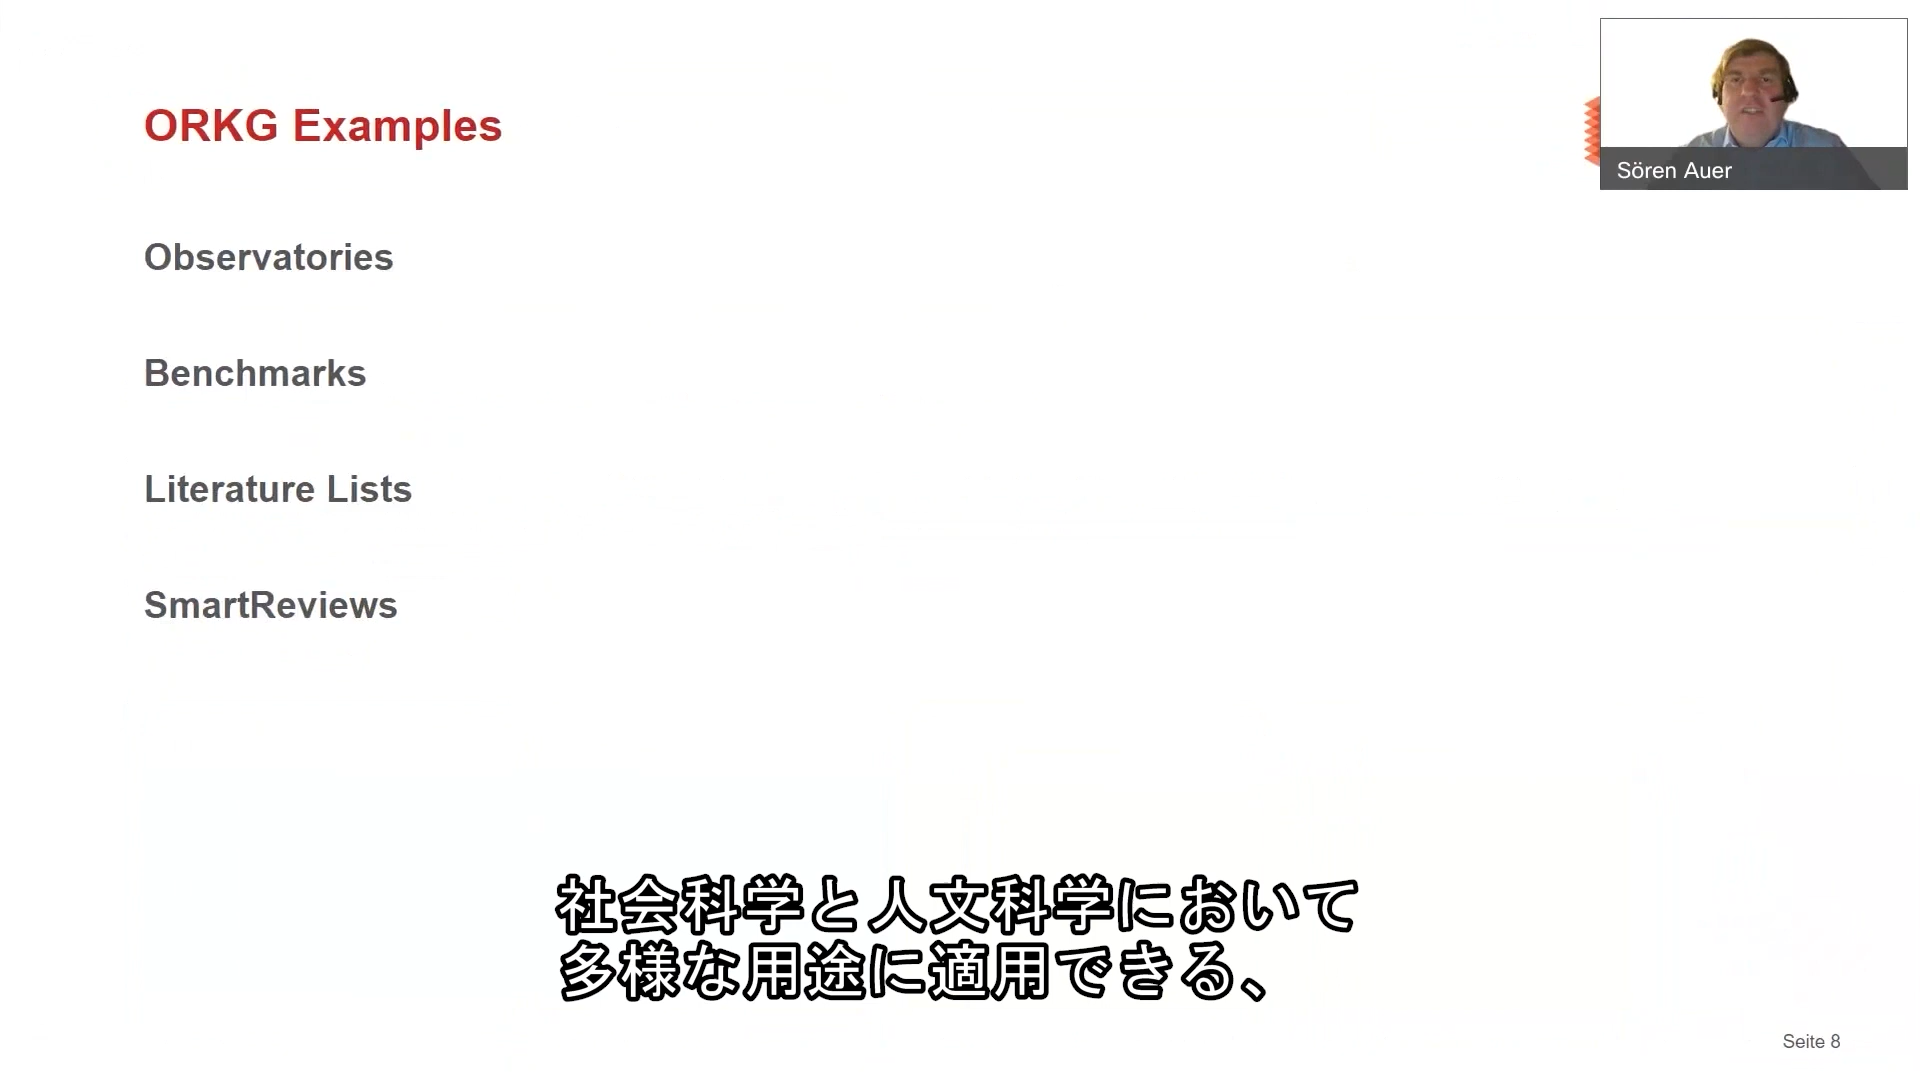 ORKG Examples
Sören Auer
Observatories
Benchmarks
Literature Lists
SmartReviews
社会科学と人文科学において
多様な用途に適用できる、
Seite 8